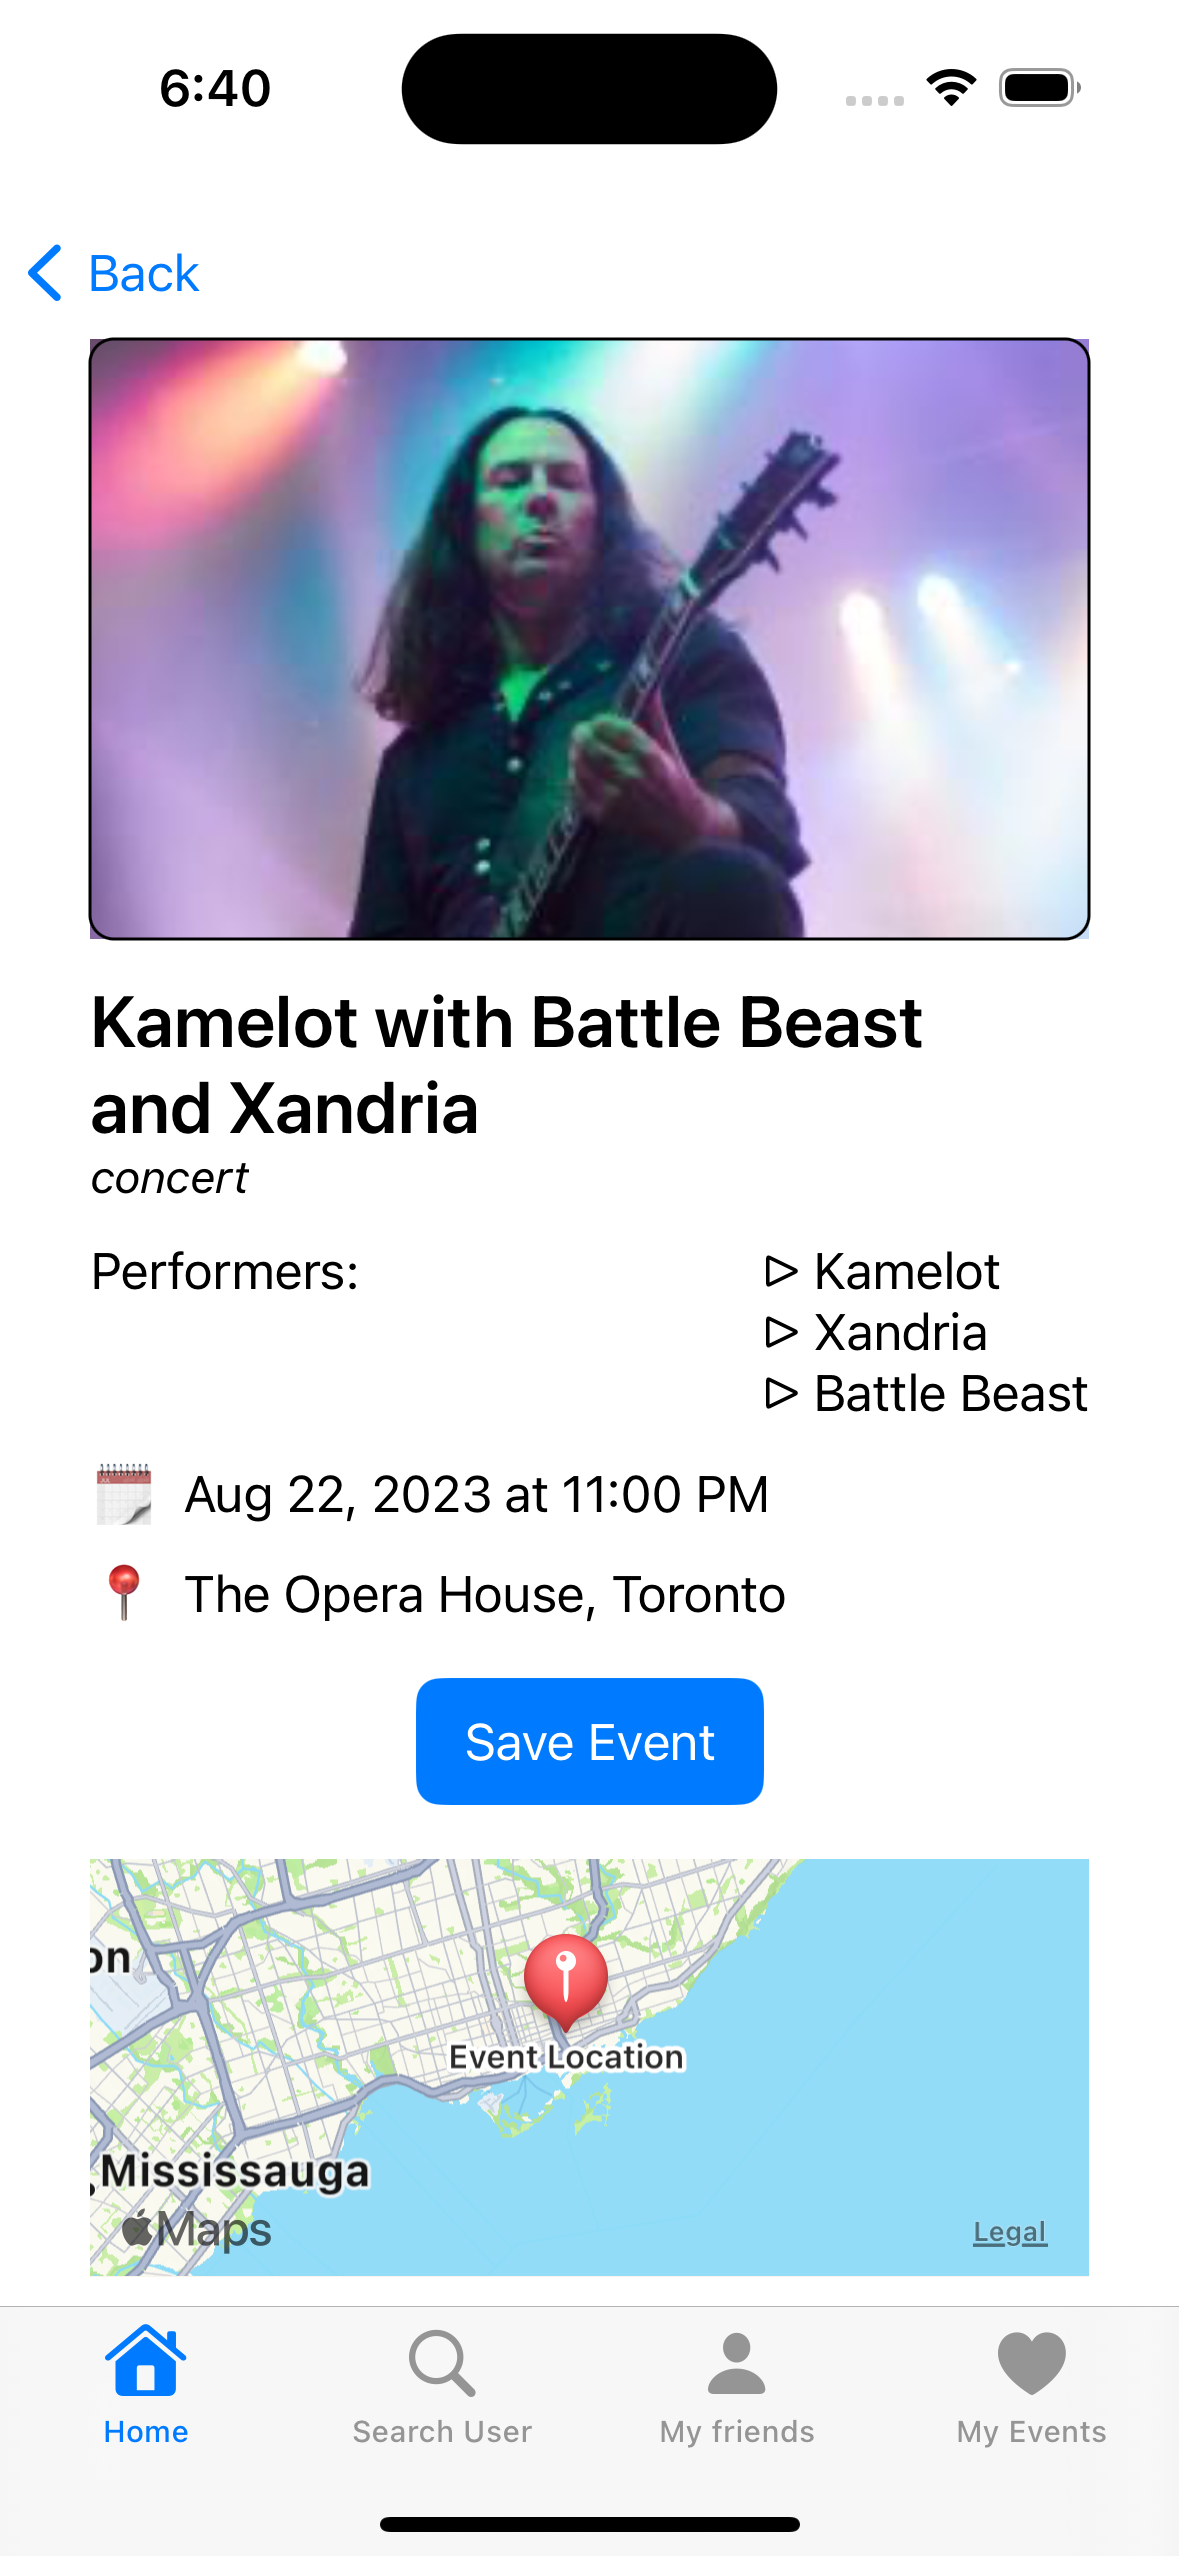 6:40
Back
Kamelot with Battle Beast
and Xandria
concert
Performers:
Kamelot
Xandria
Battle Beast
Aug 22, 2023 at 11:00 PM
The Opera House, Toronto
Save Event
on
Event Location
Mississauga
Maps
Legal
Home
Search User
My friends
My Events